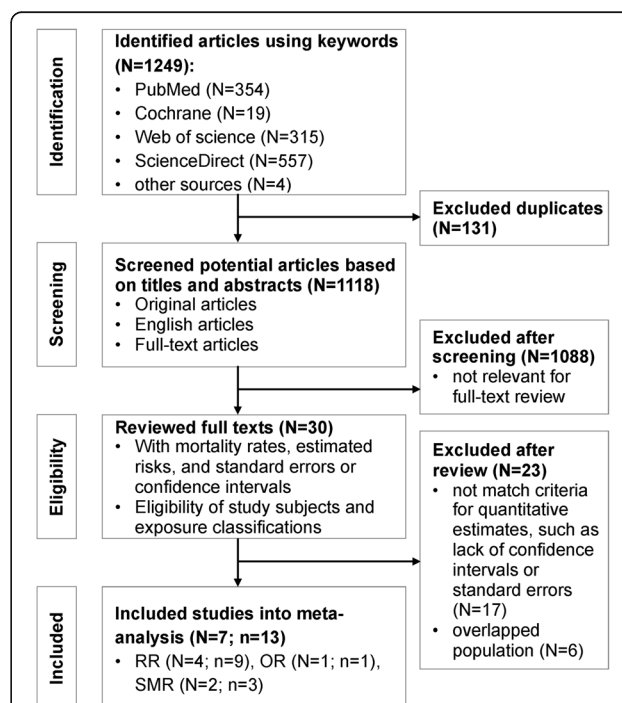 Identification
Identified articles using keywords
(N=1249):
• PubMed (N=354)
• Cochrane (N=19)
• Web of science (N=315)
• ScienceDirect (N=557)
• other sources (N=4)
Excluded duplicates
(N=131)
Screening
Screened potential articles based
on titles and abstracts (N=1118)
• Original articles
• English articles
• Full-text articles
Excluded after
screening (N=1088)
• not relevant for
full-text review
Eligibility
Reviewed full texts (N=30)
• With mortality rates, estimated
risks, and standard errors or
confidence intervals
• Eligibility of study subjects and
exposure classifications
Excluded after
review (N=23)
• not match criteria
for quantitative
estimates, such as
lack of confidence
intervals or
standard errors
(N=17)
• overlapped
population (N=6)
Included
Included studies into meta-
analysis (N=7; n=13)
• RR (N=4; n=9), OR (N=1; n=1),
SMR (N=2; n=3)